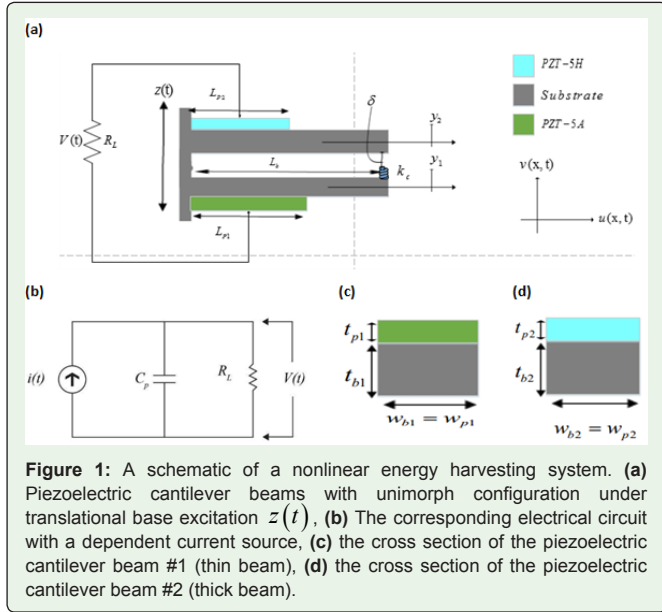 (a)
PZT-5H
Substrate
PZT-5A
z(t)
L_{p2}
δ
y_2
V(t)
R_L
L_b
k_c
y_1
v(x, t)
u(x, t)
L_{p1}
(b)
(c)
(d)
i(t)
C_p
R_L
V(t)
t_{p1}
t_{b1}
w_{b1} = w_{p1}
t_{p2}
t_{b2}
w_{b2} = w_{p2}
Figure 1: A schematic of a nonlinear energy harvesting system. (a)
Piezoelectric cantilever beams with unimorph configuration under
translational base excitation z(t), (b) The corresponding electrical circuit
with a dependent current source, (c) the cross section of the piezoelectric
cantilever beam #1 (thin beam), (d) the cross section of the piezoelectric
cantilever beam #2 (thick beam).